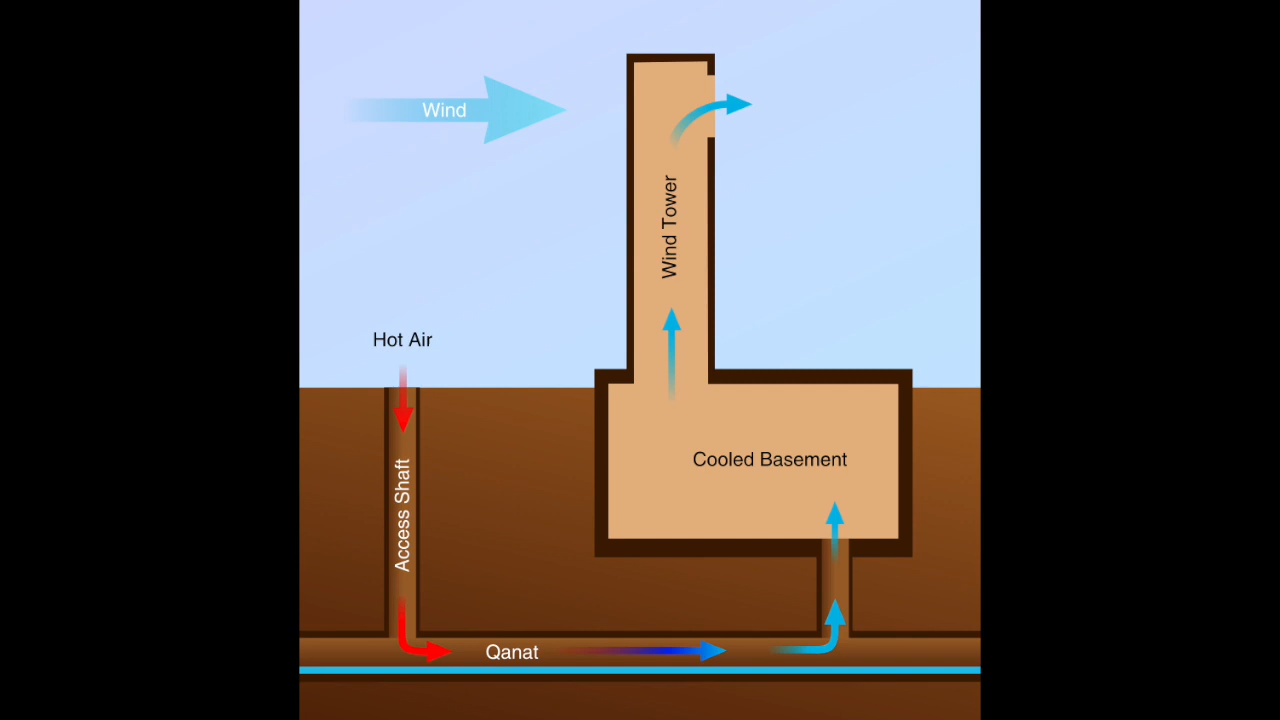 Wind
Wind Tower
Hot Air
Cooled Basement
Access Shaft
Qanat